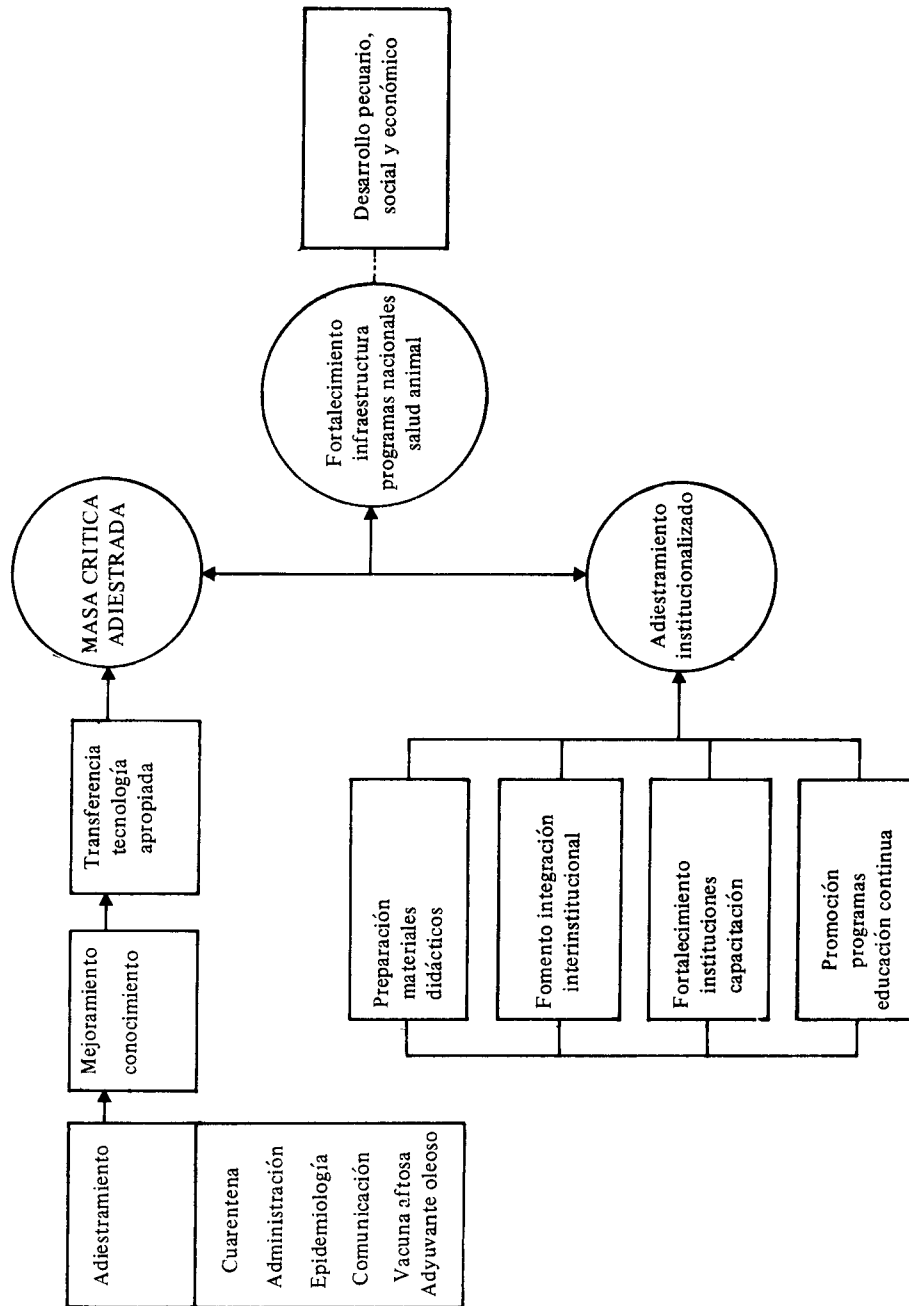 Adiestramiento
Cuarentena
Administración
Epidemiología
Comunicación
Vacuna aftosa
Adyuvante oleoso
Mejoramiento
conocimiento
Transferencia
tecnología
apropiada
MASA CRITICA
ADIESTRADA
Preparación
materiales
didácticos
Fomento integración
interinstitucional
Fortalecimiento
instituciones
capacitación
Promoción
programas
educación continua
Adiestramiento
institucionalizado
Fortalecimiento
infraestructura
programas nacionales
salud animal
Desarrollo pecuario,
social y económico